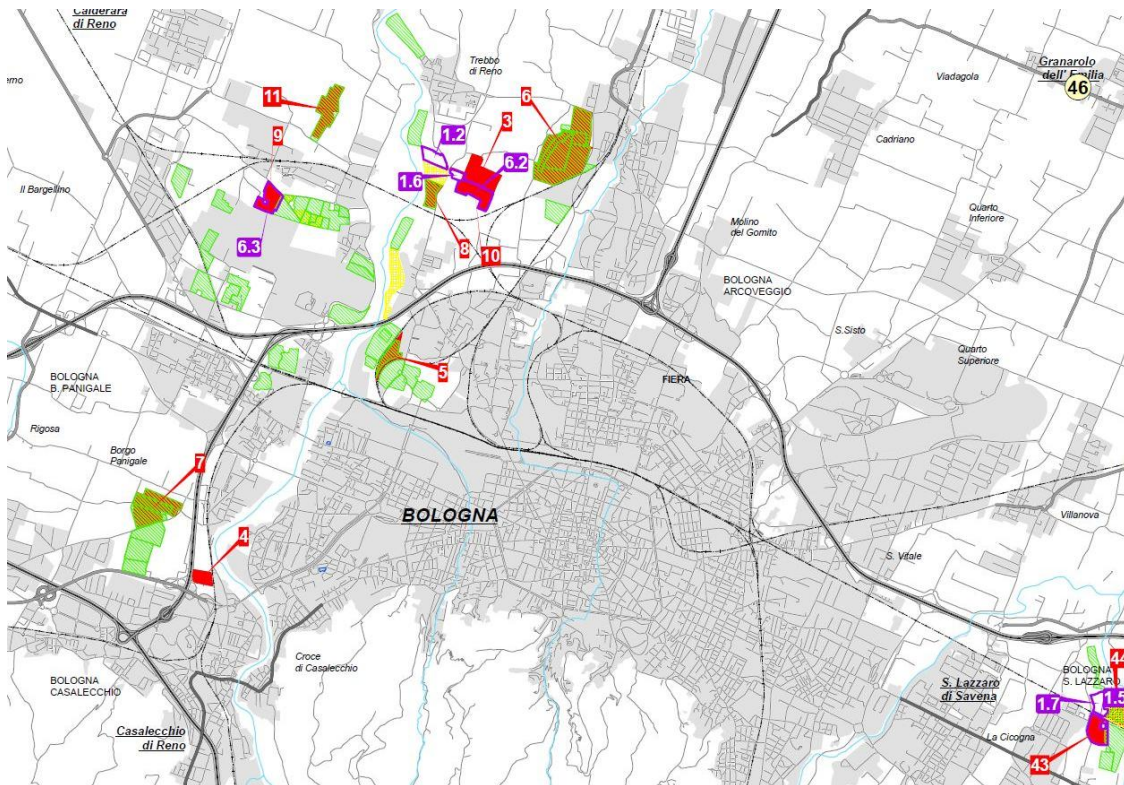 Calderara
di Reno
Trebbo
di Reno
Viadagola
Granarolo
dell' Emilia
46
11
6
3
9
1.2
Cadriano
6.2
1.6
Il Bargellino
Quarto
Inferiore
Molino
del Gomito
6.3
8
10
BOLOGNA
ARCOVEGGIO
S.Sisto
Quarto
Superiore
5
FIERA
BOLOGNA
B. PANIGALE
Rigosa
Borgo
Panigale
7
BOLOGNA
Villanova
4
S. Vitale
Croce
di Casalecchio
BOLOGNA
CASALECCHIO
BOLOGNA
S. LAZZARO
44
S. Lazzaro
di Savena
1.7
1.5
Casalecchio
di Reno
La Cicogna
43